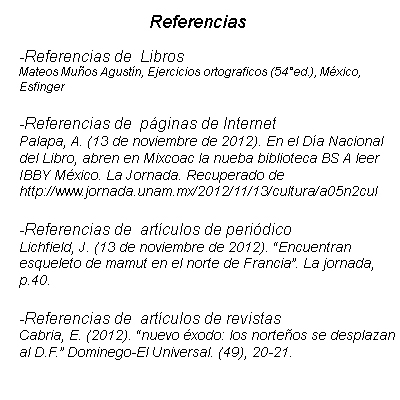 Referencias
-Referencias de  Libros
Mateos Muños Agustín, Ejercicios ortograficos (54°ed.), México,
Esfinger
-Referencias de  páginas de Internet
Palapa, A. (13 de noviembre de 2012). En el Día Nacional
del Libro, abren en Mixcoac la nueba biblioteca BS A leer
IBBY México. La Jornada. Recuperado de
http://www.jornada.unam.mx/2012/11/13/cultura/a05n2cul
-Referencias de  artículos de periódico
Lichfield, J. (13 de noviembre de 2012). “Encuentran
esqueleto de mamut en el norte de Francia”. La jornada,
p.40.
-Referencias de  artículos de revistas
Cabria, E. (2012). “nuevo éxodo: los norteños se desplazan
al D.F.” Dominego-El Universal. (49), 20-21.